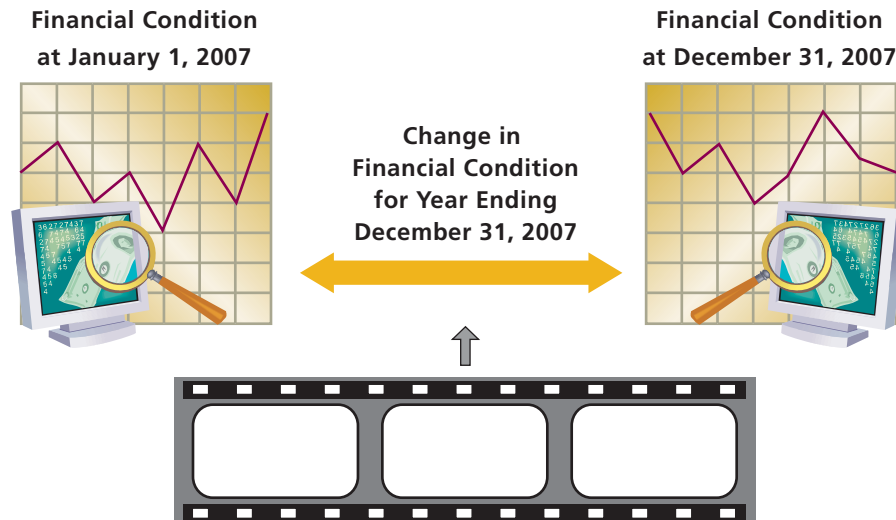 Financial Condition
at January 1, 2007
Financial Condition
at December 31, 2007
Change in
Financial Condition
for Year Ending
December 31, 2007